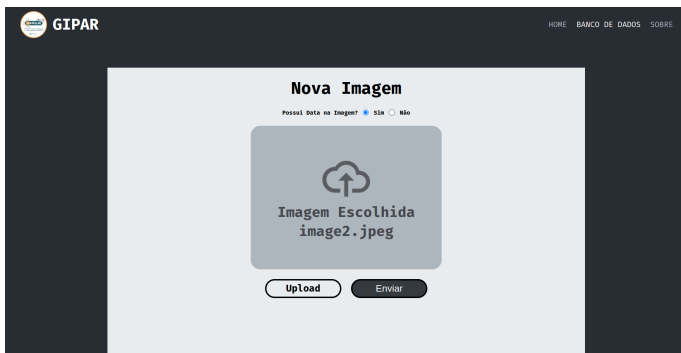 GIPAR
HOME BANCO DE DADOS SOBRE
Nova Imagem
Possui Data na Imagem? Sim Não
Imagem Escolhida
image2.jpeg
Upload Enviar